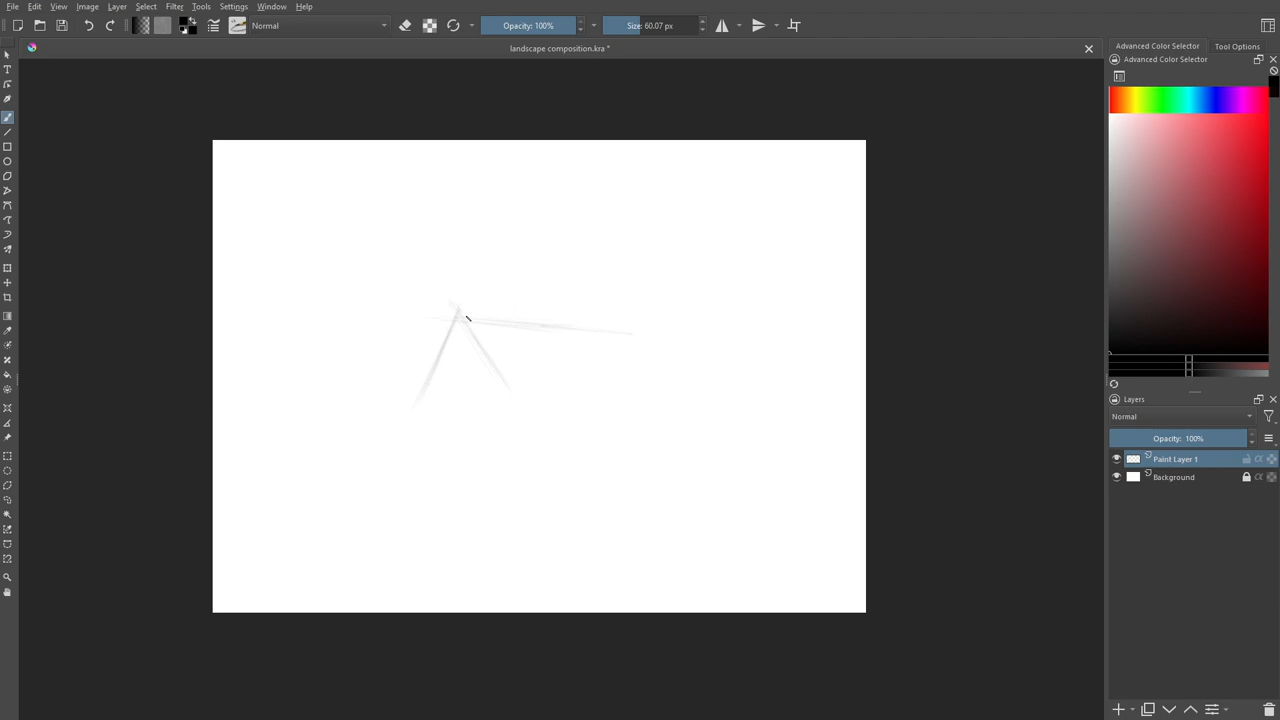 File Edit View Image Layer Select Filter Tools Settings Window Help
Normal Opacity: 100% Size: 60.07 px
landscape composition.kra *
Advanced Color Selector Tool Options
Advanced Color Selector
Layers
Normal
Opacity: 100%
Paint Layer 1
Background